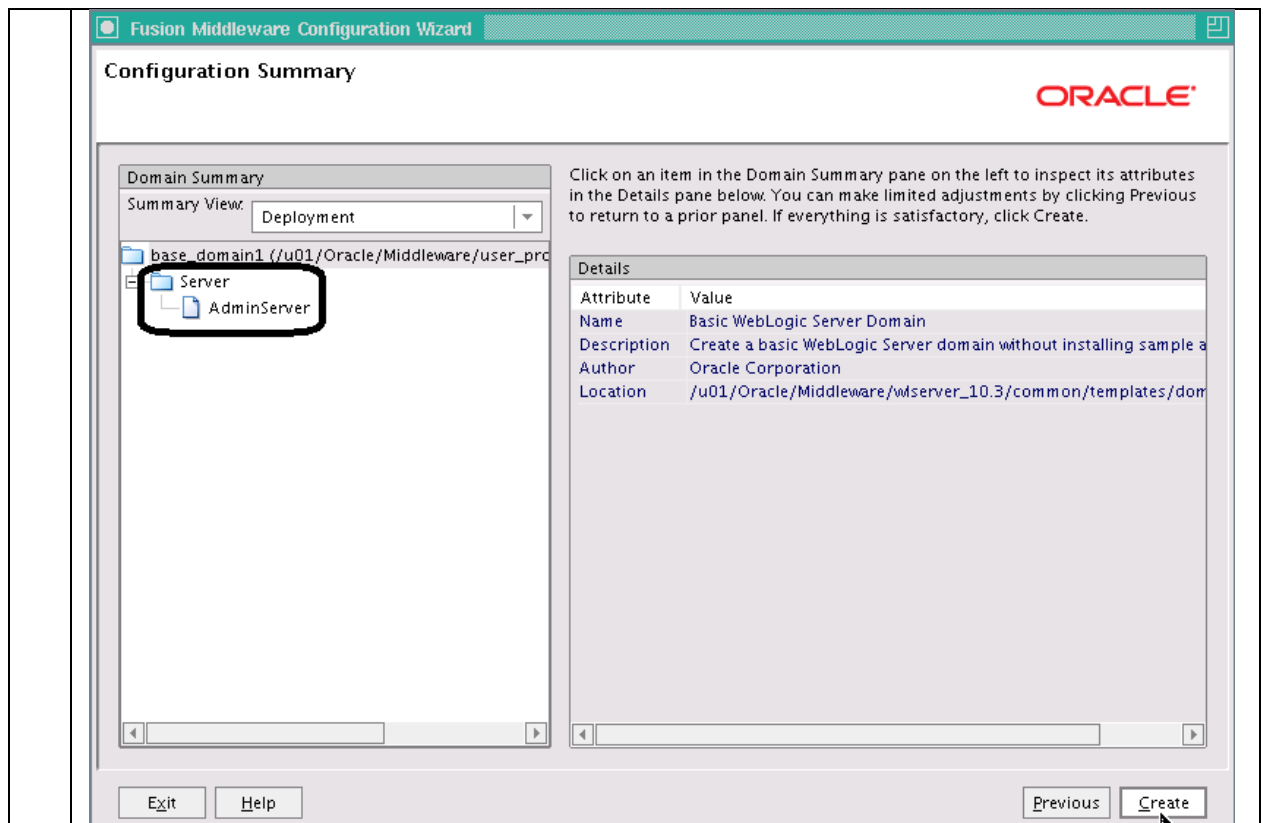 Fusion Middleware Configuration Wizard
Configuration Summary
ORACLE
Domain Summary
Summary View:
Deployment
base_domain1 (/u01/Oracle/Middleware/user_pro
Server
AdminServer
Click on an item in the Domain Summary pane on the left to inspect its attributes
in the Details pane below. You can make limited adjustments by clicking Previous
to return to a prior panel. If everything is satisfactory, click Create.
Details
Attribute Value
Name Basic WebLogic Server Domain
Description Create a basic WebLogic Server domain without installing sample a
Author Oracle Corporation
Location /u01/Oracle/Middleware/wlserver_10.3/common/templates/dom
Exit Help Previous Create